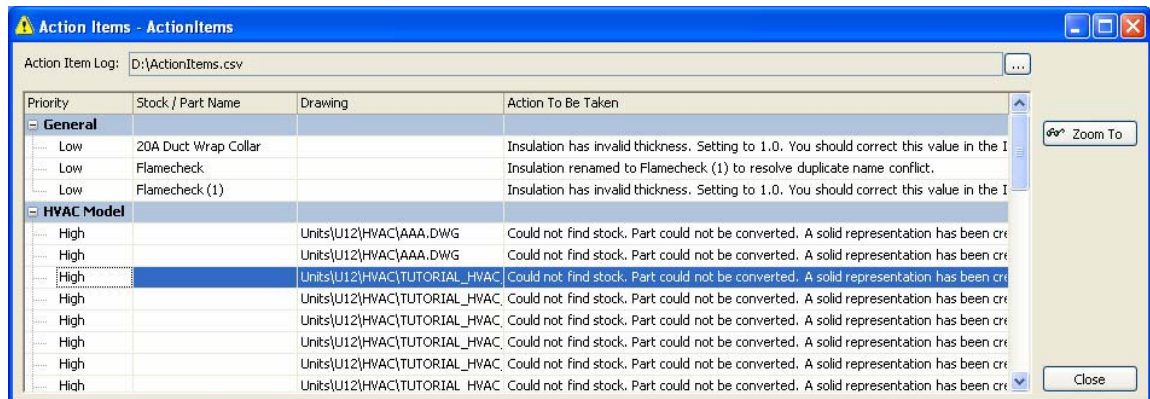 Action Items - ActionItems
Action Item Log: D:\ActionItems.csv ...
Priority Stock / Part Name Drawing Action To Be Taken
General
Zoom To
Low 20A Duct Wrap Collar Insulation has invalid thickness. Setting to 1.0. You should correct this value in the I
Low Flamecheck Insulation renamed to Flamecheck (1) to resolve duplicate name conflict.
Low Flamecheck (1) Insulation has invalid thickness. Setting to 1.0. You should correct this value in the I
HVAC Model
High Units\U12\HVAC\AAA.DWG Could not find stock. Part could not be converted. A solid representation has been cre
High Units\U12\HVAC\AAA.DWG Could not find stock. Part could not be converted. A solid representation has been cre
High Units\U12\HVAC\TUTORIAL_HVAC_ Could not find stock. Part could not be converted. A solid representation has been cre
High Units\U12\HVAC\TUTORIAL_HVAC_ Could not find stock. Part could not be converted. A solid representation has been cre
High Units\U12\HVAC\TUTORIAL_HVAC_ Could not find stock. Part could not be converted. A solid representation has been cre
High Units\U12\HVAC\TUTORIAL_HVAC_ Could not find stock. Part could not be converted. A solid representation has been cre
High Units\U12\HVAC\TUTORIAL_HVAC_ Could not find stock. Part could not be converted. A solid representation has been cre
High Units\U12\HVAC\TUTORIAL_HVAC_ Could not find stock. Part could not be converted. A solid representation has been cre
Close